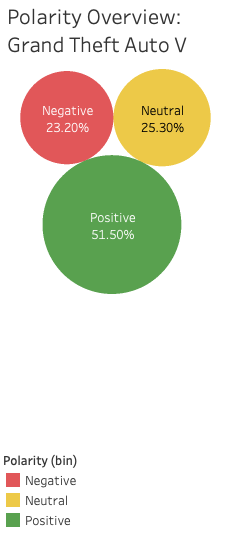 Polarity Overview:
Grand Theft Auto V
Negative
23.20%
Neutral
25.30%
Positive
51.50%
Polarity (bin)
Negative
Neutral
Positive